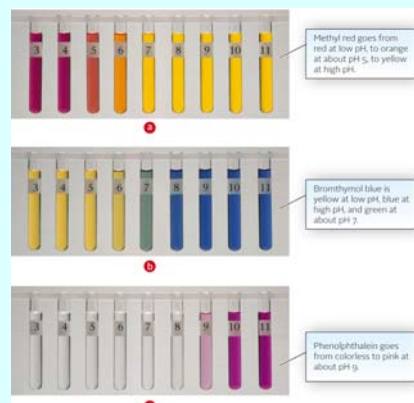 3 4 5 6 7 8 9 10 11
Methyl red goes from
red at low pH, to orange
at about pH 5, to yellow
at high pH.
a
3 4 5 6 7 8 9 10 11
Bromthymol blue is
yellow at low pH, blue at
high pH, and green at
about pH 7.
b
3 4 5 6 7 8 9 10 11
Phenolphthalein goes
from colorless to pink at
about pH 9.